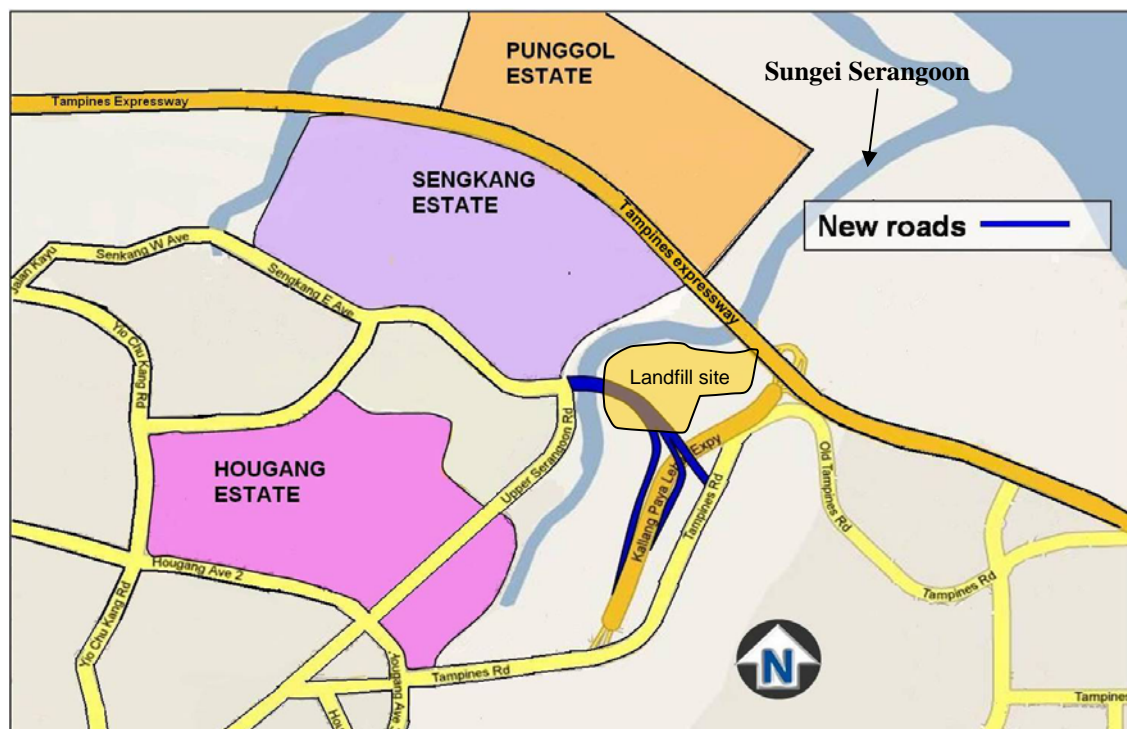 PUNGGOL
ESTATE
Sungei Serangoon
Tampines Expressway
SENGKANG
ESTATE
Tampines expressway
New roads
Senkang W Ave
Jalan Kayu
Sengkang E Ave
Yio Chu Kang Rd
Landfill site
Upper Serangoon Rd
Kallang Paya Leb Expy
Old Tampines Rd
HOUGANG
ESTATE
Tampines Rd
Hougang Ave 2
Tampines Rd
Yio Chu Kang Rd
Tampines Rd
N
Tampines
Hou